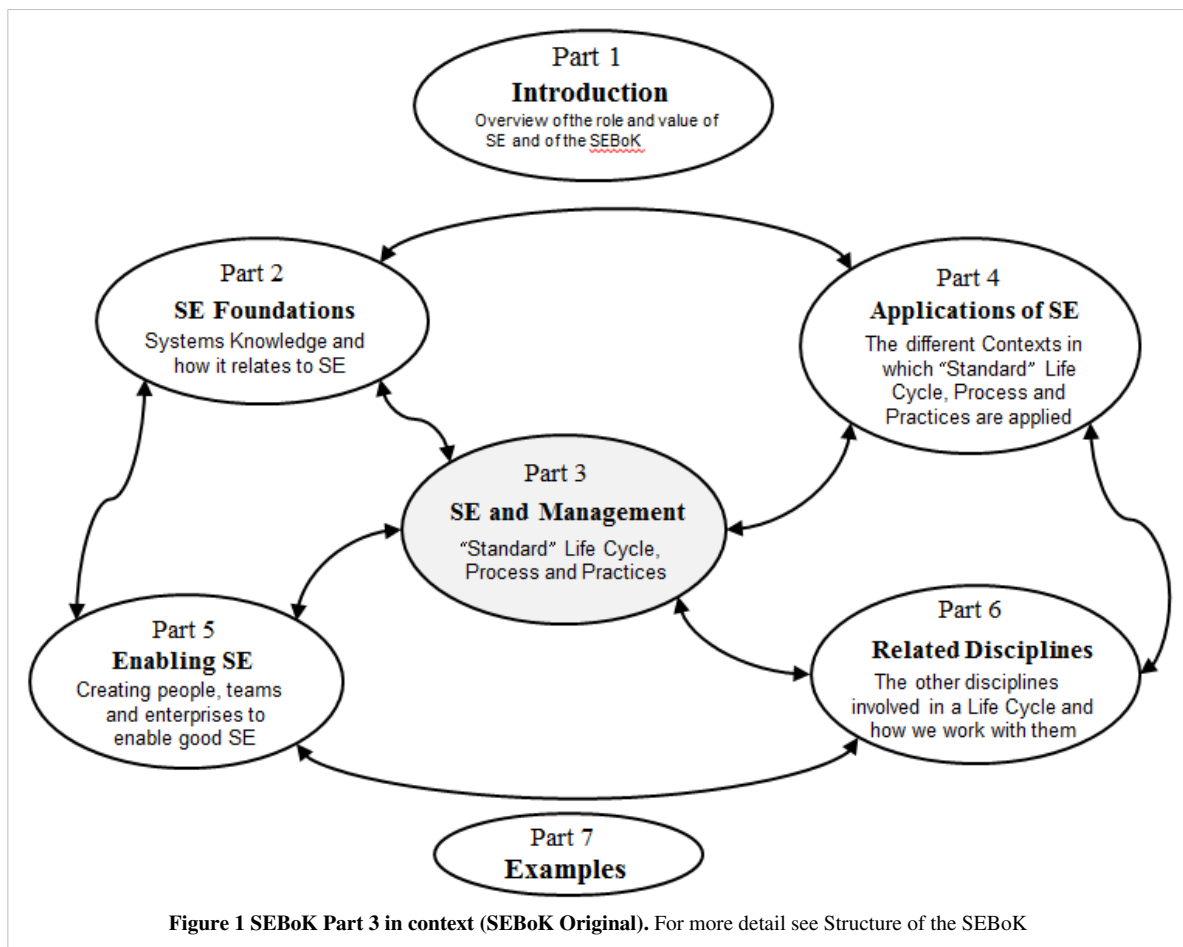 Part 1
Introduction
Overview of the role and value of
SE and of the SEBoK
Part 2
SE Foundations
Systems Knowledge and
how it relates to SE
Part 4
Applications of SE
The different Contexts in
which “Standard” Life
Cycle, Process and
Practices are applied
Part 3
SE and Management
“Standard” Life Cycle,
Process and Practices
Part 5
Enabling SE
Creating people, teams
and enterprises to
enable good SE
Part 6
Related Disciplines
The other disciplines
involved in a Life Cycle and
how we work with them
Part 7
Examples
Figure 1 SEBoK Part 3 in context (SEBoK Original). For more detail see Structure of the SEBoK